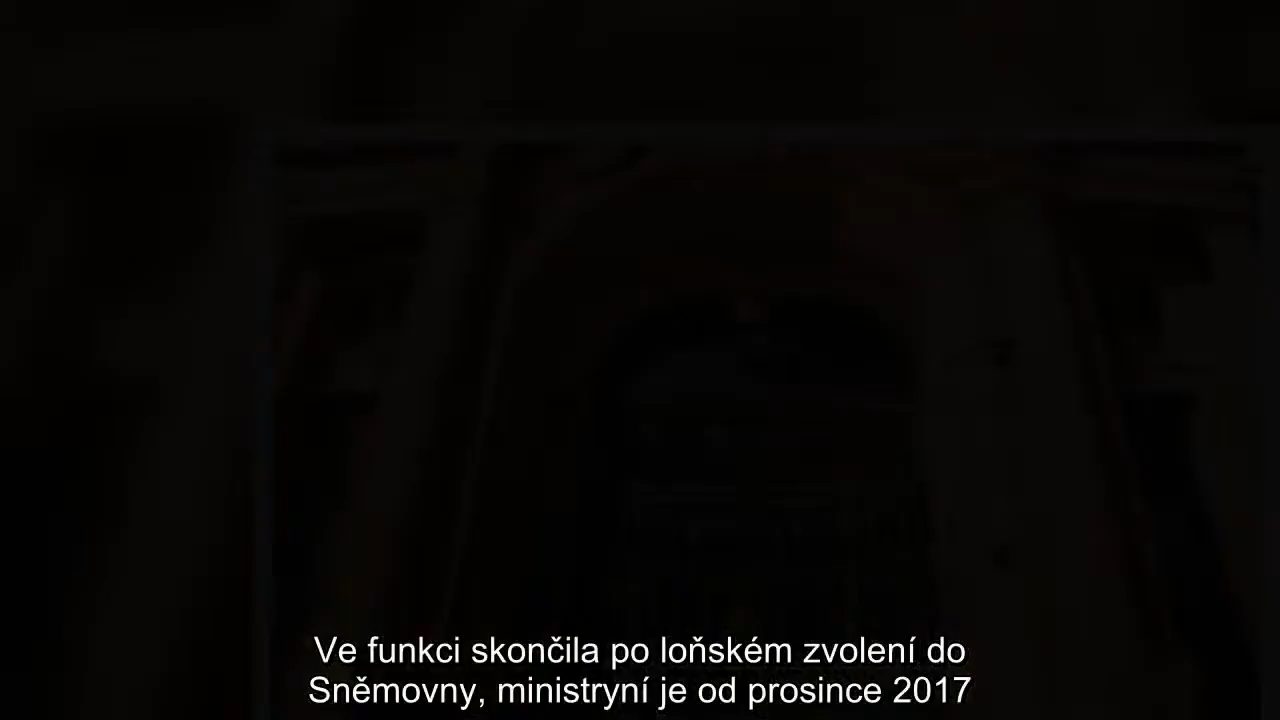 Ve funkci skončila po loňském zvolení do
Sněmovny, ministryní je od prosince 2017